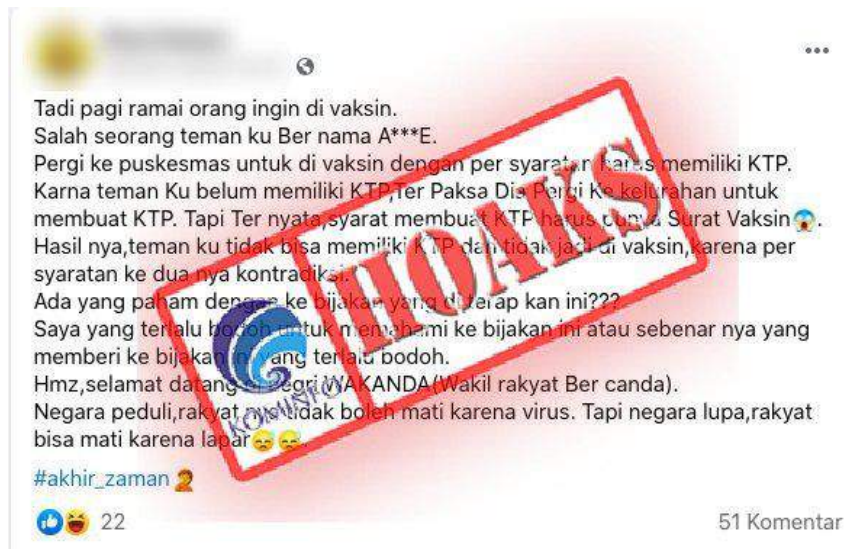 Tadi pagi ramai orang ingin di vaksin.
Salah seorang teman ku Ber nama A***E.
Pergi ke puskesmas untuk di vaksin dengan per syaratan harus memiliki KTP.
Karna teman Ku belum memiliki KTP,Ter Paksa Dia Pergi Ke kelurahan untuk
membuat KTP. Tapi Ter nyata,syarat membuat KTP harus punya Surat Vaksin😱.
Hasil nya,teman ku tidak bisa memiliki KTP dan tidak jadi di vaksin,karena per
syaratan ke dua nya kontradiksi.
Ada yang paham dengan ke bijakan yang di terap kan ini???
Saya yang terlalu bodoh untuk memahami ke bijakan ini atau sebenar nya yang
memberi ke bijakan ini yang terlalu bodoh.
Hmz,selamat datang di negri WAKANDA(Wakil rakyat Ber canda).
Negara peduli,rakyat nya tidak boleh mati karena virus. Tapi negara lupa,rakyat
bisa mati karena lapar😓😓.
#akhir_zaman 🤦
22
51 Komentar
HOAKS
KOMINFO